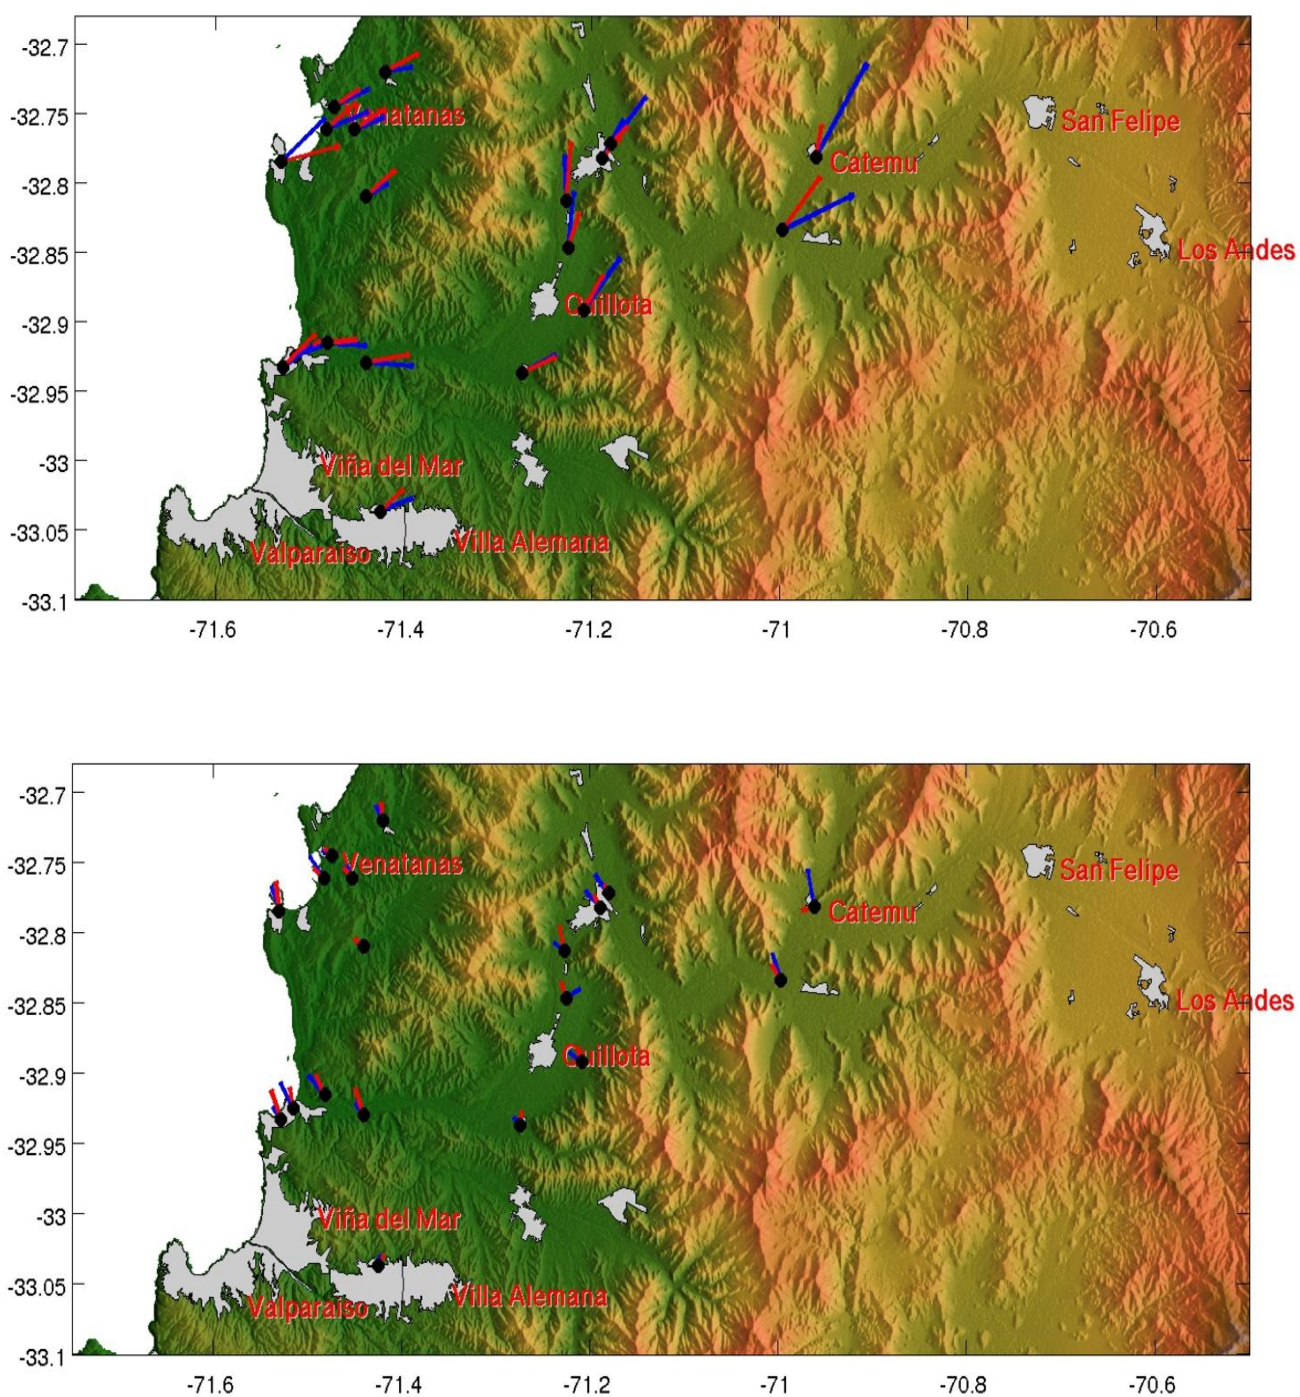 -32.7
-32.75
-32.8
-32.85
-32.9
-32.95
-33
-33.05
-33.1
Venatanas
San Felipe
Catemu
Los Andes
Quillota
Viña del Mar
Valparaiso
Villa Alemana
-71.6
-71.4
-71.2
-71
-70.8
-70.6
-32.7
-32.75
-32.8
-32.85
-32.9
-32.95
-33
-33.05
-33.1
Venatanas
San Felipe
Catemu
Los Andes
Quillota
Viña del Mar
Valparaiso
Villa Alemana
-71.6
-71.4
-71.2
-71
-70.8
-70.6